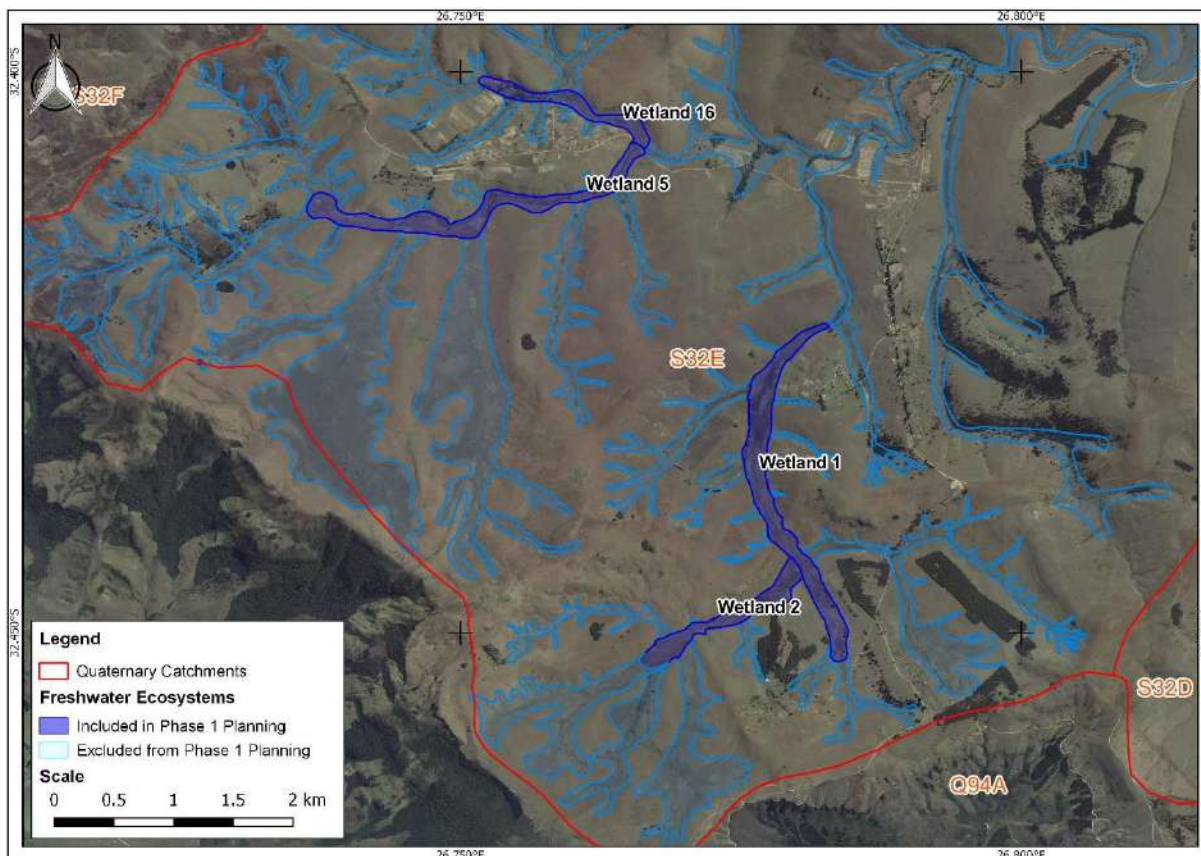 26.750°E 26.800°E
N
32.400°S
S32F
Wetland 16
Wetland 5
S32E
Wetland 1
Wetland 2
32.450°S
Legend
Quaternary Catchments
Freshwater Ecosystems
Included in Phase 1 Planning
Excluded from Phase 1 Planning
Scale
0 0.5 1 1.5 2 km
S32D
Q94A
26.750°E 26.800°E